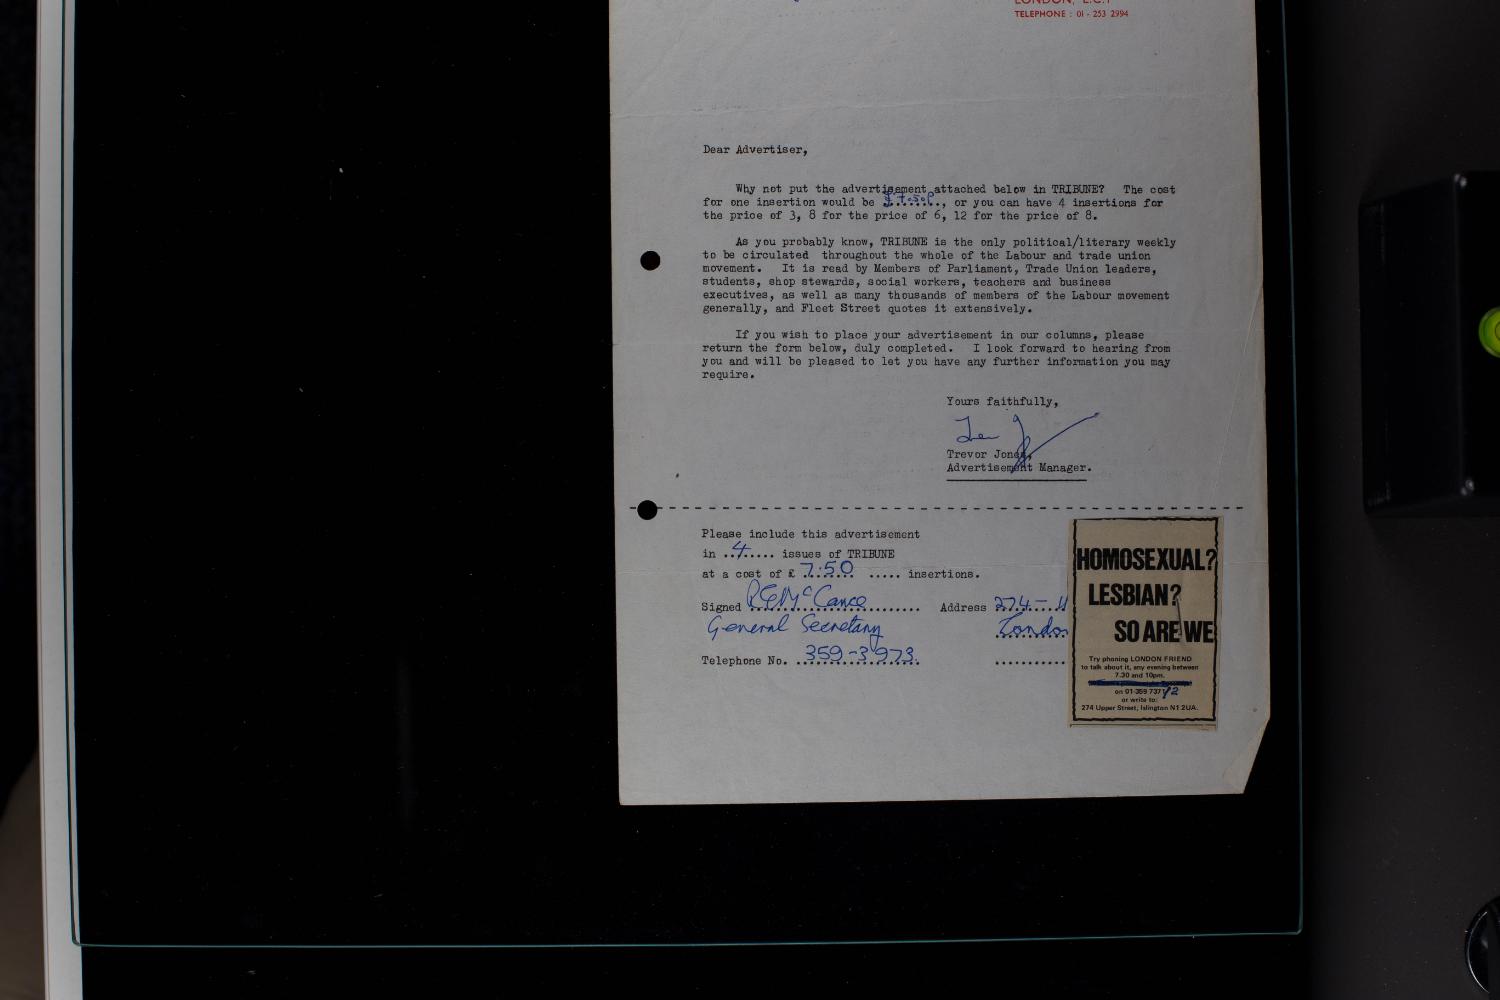 LONDON, E.C.1
TELEPHONE : 01 - 253 2994
Dear Advertiser,
Why not put the advertisement attached below in TRIBUNE? The cost
for one insertion would be £7.50p......, or you can have 4 insertions for
the price of 3, 8 for the price of 6, 12 for the price of 8.
As you probably know, TRIBUNE is the only political/literary weekly
to be circulated throughout the whole of the Labour and trade union
movement. It is read by Members of Parliament, Trade Union leaders,
students, shop stewards, social workers, teachers and business
executives, as well as many thousands of members of the Labour movement
generally, and Fleet Street quotes it extensively.
If you wish to place your advertisement in our columns, please
return the form below, duly completed. I look forward to hearing from
you and will be pleased to let you have any further information you may
require.
Yours faithfully,
Trevor Jones,
Advertisement Manager.
Please include this advertisement
in ..4..... issues of TRIBUNE
at a cost of £ 7.50 ..... insertions.
Signed R E McCance Address 274 -
General Secretary Londo
Telephone No. 359-3973
HOMOSEXUAL?
LESBIAN?
SO ARE WE
Try phoning LONDON FRIEND
to talk about it, any evening between
7.30 and 10pm.
on 01-359 737
or write to:
274 Upper Street, Islington N1 2UA.